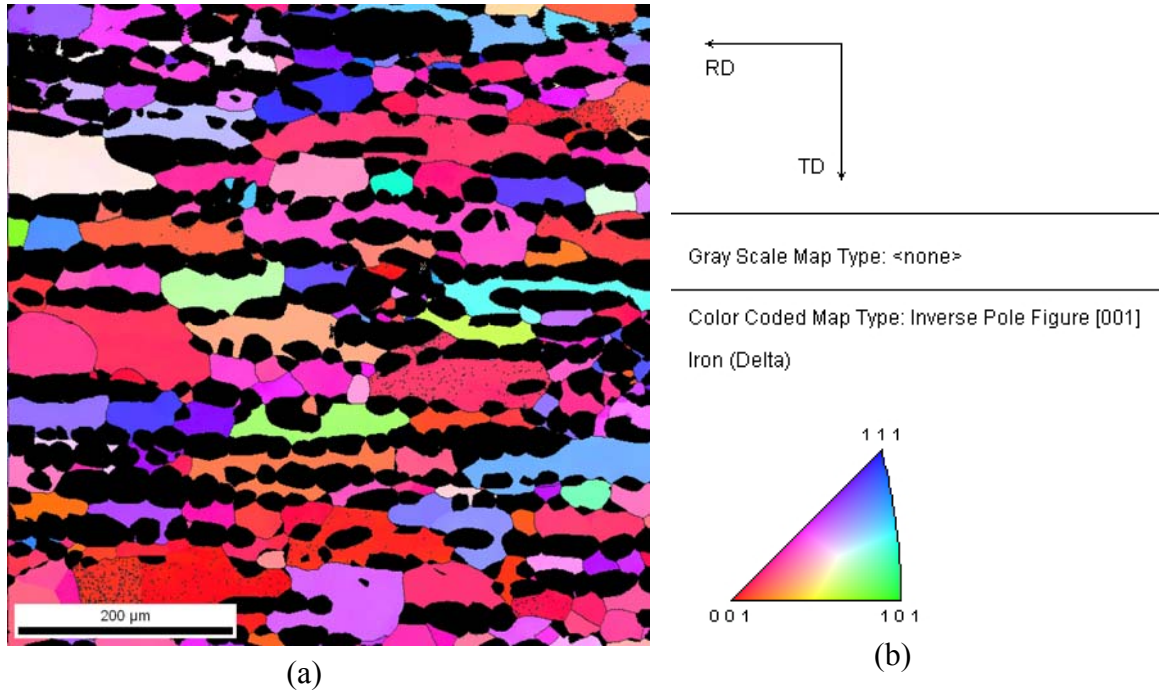 200 µm
(a)
RD
TD
Gray Scale Map Type: <none>
Color Coded Map Type: Inverse Pole Figure [001]
Iron (Delta)
1 1 1
0 0 1
1 0 1
(b)